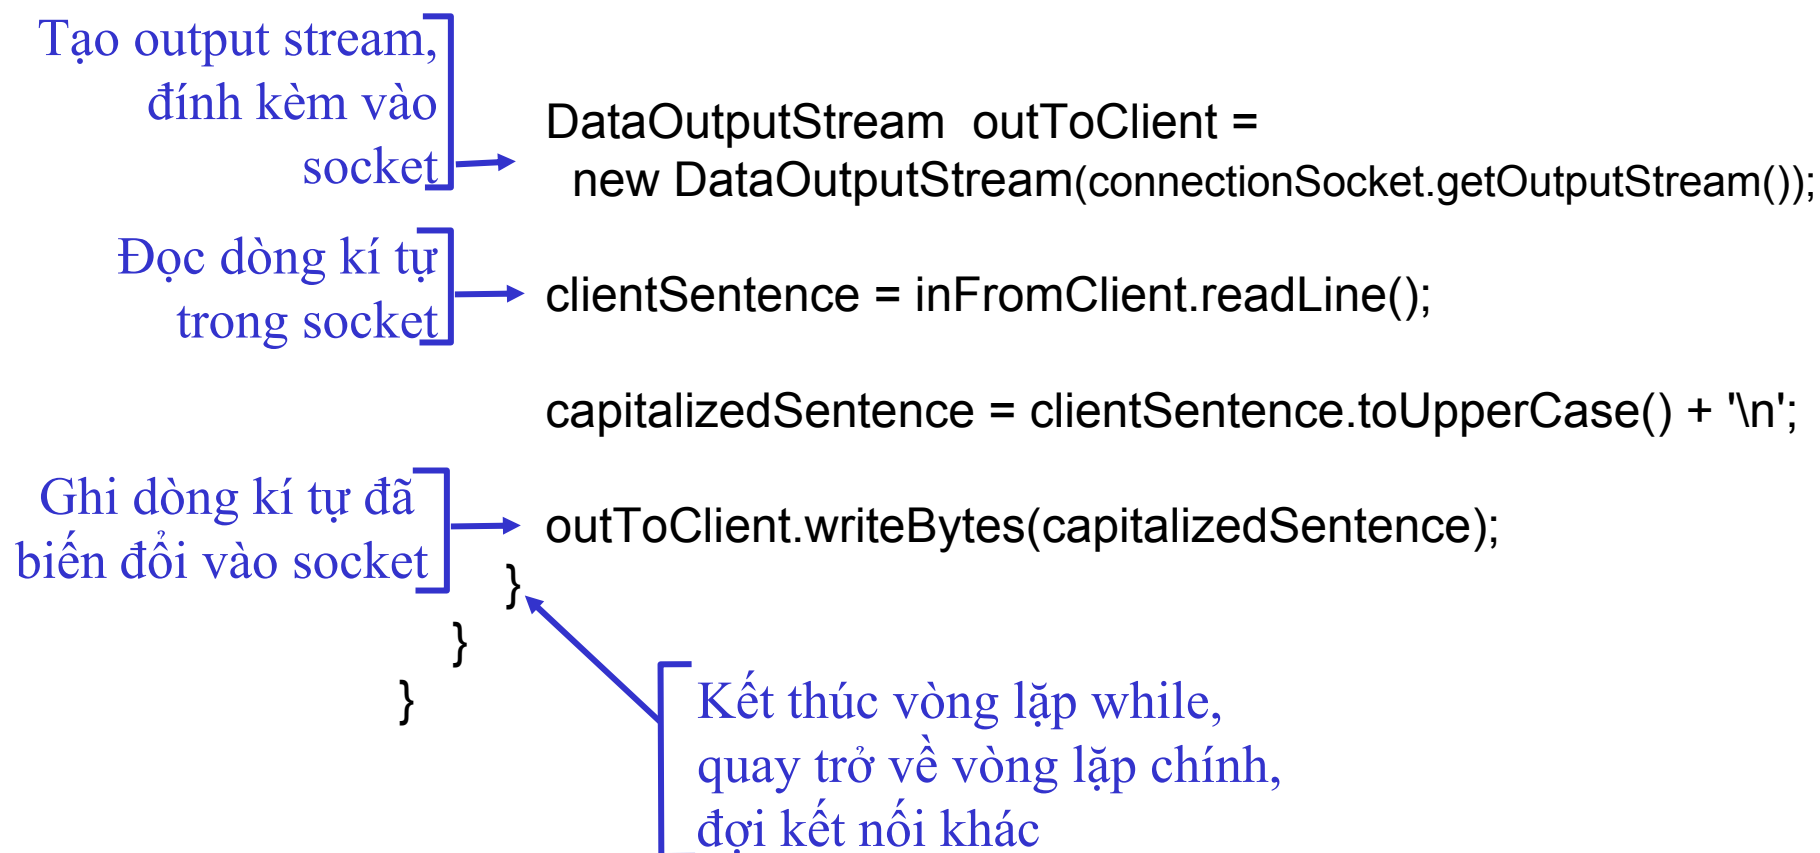 Tạo output stream,
đính kèm vào
socket
DataOutputStream outToClient =
new DataOutputStream(connectionSocket.getOutputStream());
Đọc dòng kí tự
trong socket
clientSentence = inFromClient.readLine();
capitalizedSentence = clientSentence.toUpperCase() + '\n';
Ghi dòng kí tự đã
biến đổi vào socket
outToClient.writeBytes(capitalizedSentence);
}
}
}
Kết thúc vòng lặp while,
quay trở về vòng lặp chính,
đợi kết nối khác